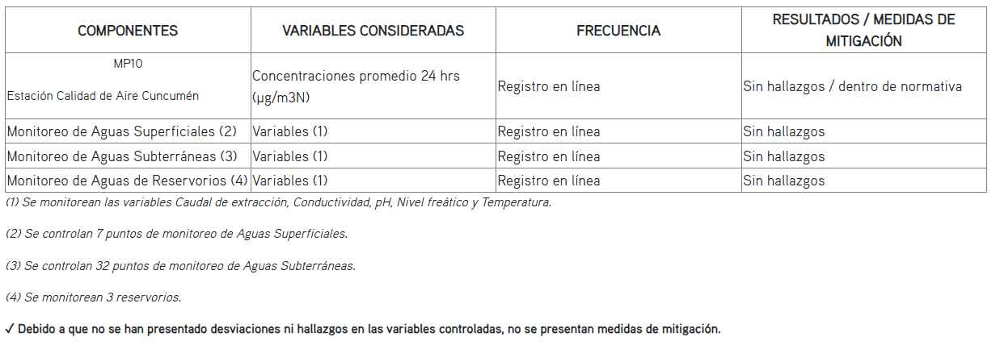 COMPONENTES
VARIABLES CONSIDERADAS
FRECUENCIA
RESULTADOS / MEDIDAS DE
MITIGACIÓN
MP10
Estación Calidad de Aire Cuncumén
Concentraciones promedio 24 hrs
(µg/m3N)
Registro en línea
Sin hallazgos / dentro de normativa
Monitoreo de Aguas Superficiales (2)
Variables (1)
Registro en línea
Sin hallazgos
Monitoreo de Aguas Subterráneas (3)
Variables (1)
Registro en línea
Sin hallazgos
Monitoreo de Aguas de Reservorios (4)
Variables (1)
Registro en línea
Sin hallazgos
(1) Se monitorean las variables Caudal de extracción, Conductividad, pH, Nivel freático y Temperatura.
(2) Se controlan 7 puntos de monitoreo de Aguas Superficiales.
(3) Se controlan 32 puntos de monitoreo de Aguas Subterráneas.
(4) Se monitorean 3 reservorios.
✓ Debido a que no se han presentado desviaciones ni hallazgos en las variables controladas, no se presentan medidas de mitigación.